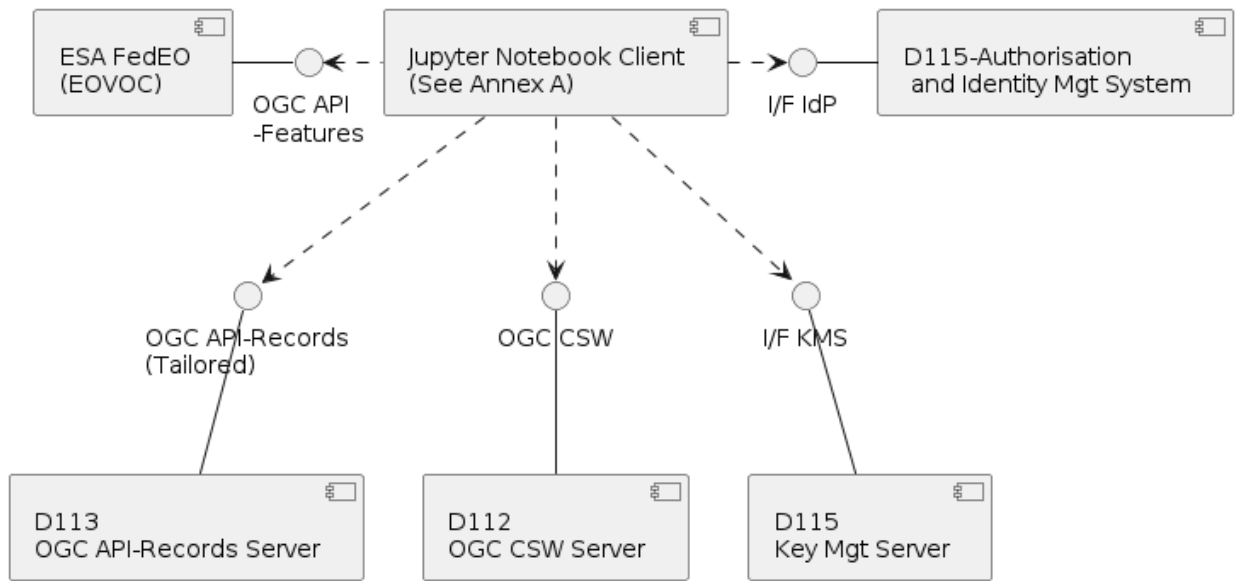 ESA FedEO
(EOVOC)
OGC API
-Features
Jupyter Notebook Client
(See Annex A)
I/F IdP
D115-Authorisation
and Identity Mgt System
OGC API-Records
(Tailored)
OGC CSW
I/F KMS
D113
OGC API-Records Server
D112
OGC CSW Server
D115
Key Mgt Server